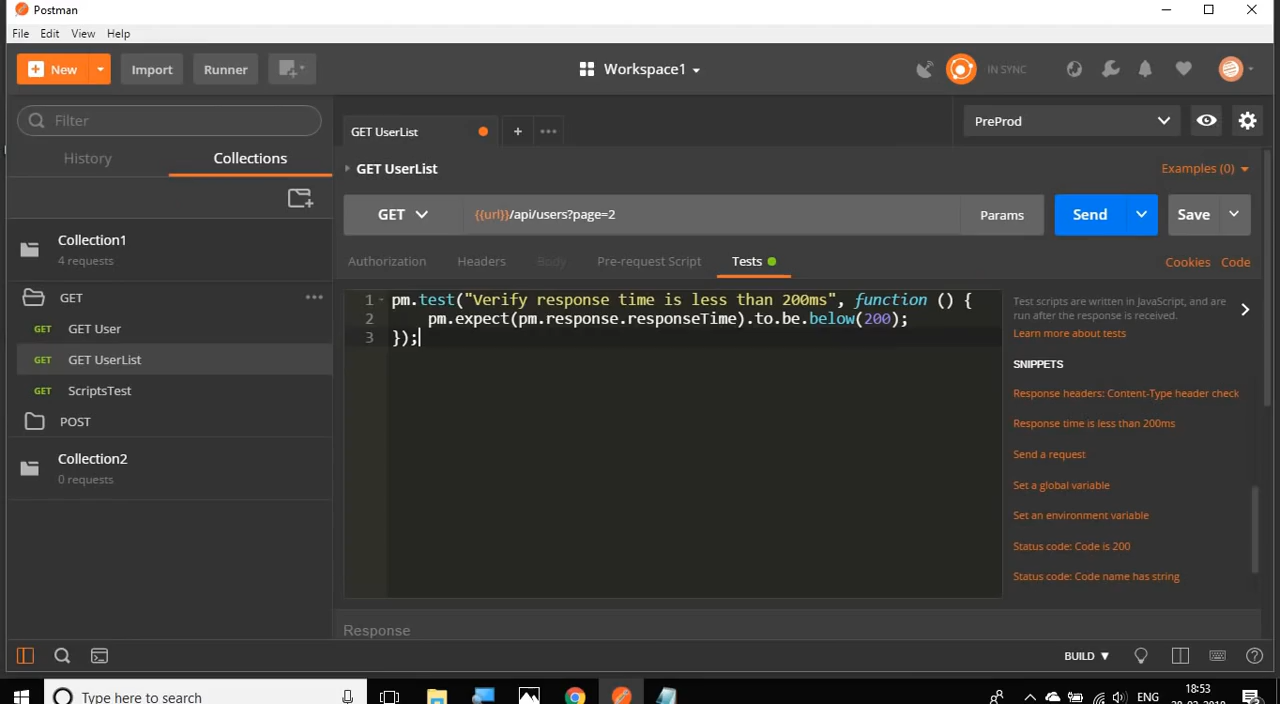 Postman
File Edit View Help
New Import Runner Workspace1 IN SYNC
Filter
History Collections
Collection1
4 requests
GET
GET GET User
GET GET UserList
GET ScriptsTest
POST
Collection2
0 requests
GET UserList + PreProd
GET UserList Examples (0)
GET {{url}}/api/users?page=2 Params Send Save
Authorization Headers Body Pre-request Script Tests Cookies Code
1 pm.test("Verify response time is less than 200ms", function () {
2 pm.expect(pm.response.responseTime).to.be.below(200);
3 });
Test scripts are written in JavaScript, and are
run after the response is received.
Learn more about tests
SNIPPETS
Response headers: Content-Type header check
Response time is less than 200ms
Send a request
Set a global variable
Set an environment variable
Status code: Code is 200
Status code: Code name has string
Response
BUILD
Type here to search ENG 18:53